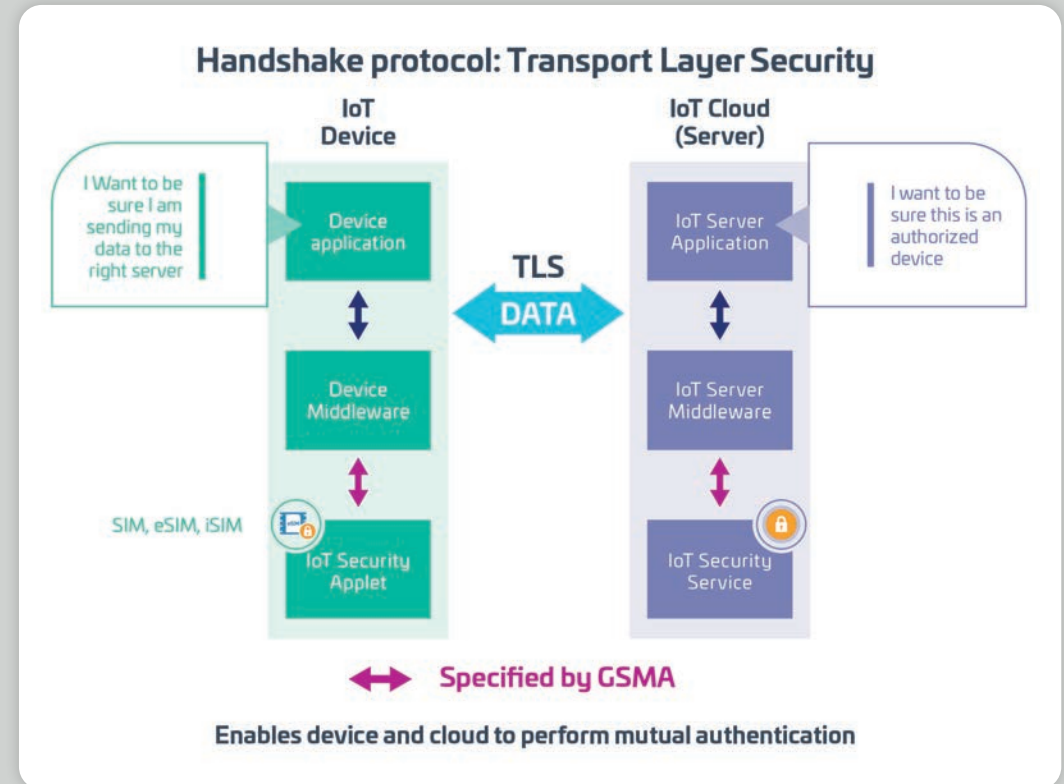 Handshake protocol: Transport Layer Security
IoT
Device
IoT Cloud
(Server)
I Want to be
sure I am
sending my
data to the
right server
Device
application
TLS
DATA
IoT Server
Application
I want to be
sure this is an
authorized
device
Device
Middleware
IoT Server
Middleware
SIM, eSIM, iSIM
eSIM
IoT Security
Applet
IoT Security
Service
Specified by GSMA
Enables device and cloud to perform mutual authentication